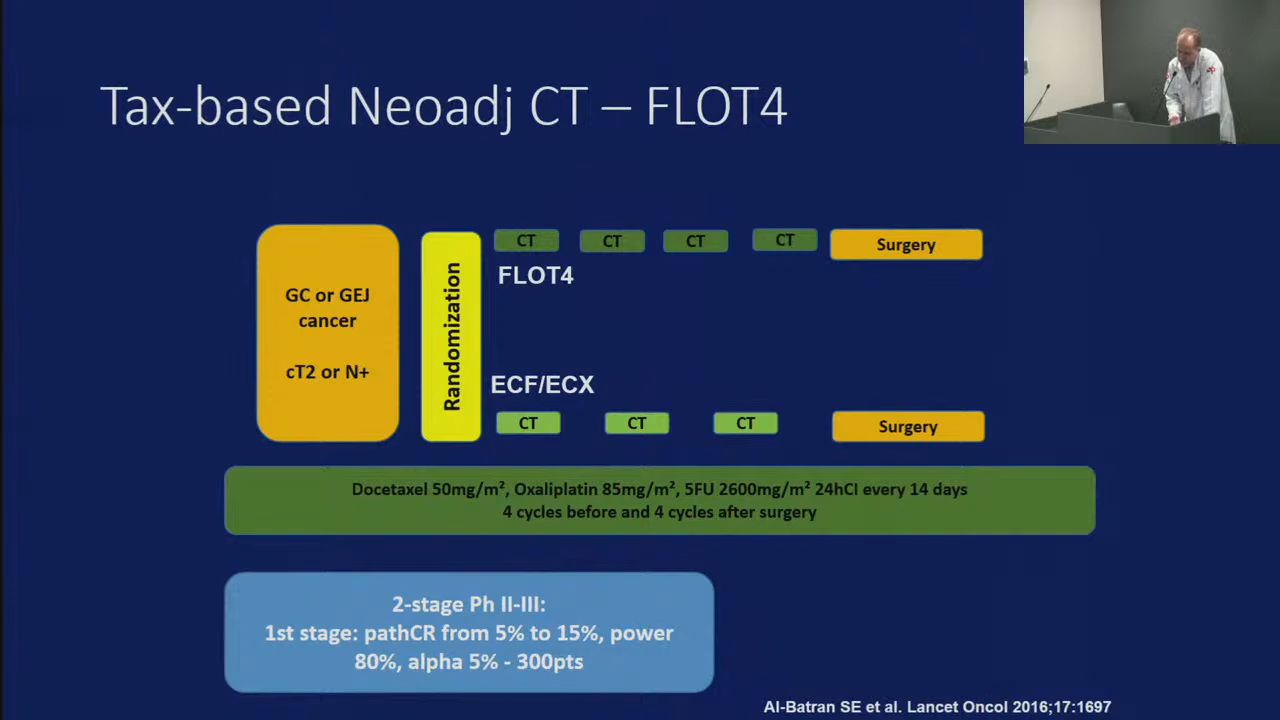 Tax-based Neoadj CT – FLOT4
GC or GEJ
cancer
cT2 or N+
Randomization
CT CT CT CT Surgery
FLOT4
ECF/ECX
CT CT CT Surgery
Docetaxel 50mg/m², Oxaliplatin 85mg/m², 5FU 2600mg/m² 24hCI every 14 days
4 cycles before and 4 cycles after surgery
2-stage Ph II-III:
1st stage: pathCR from 5% to 15%, power
80%, alpha 5% - 300pts
Al-Batran SE et al. Lancet Oncol 2016;17:1697